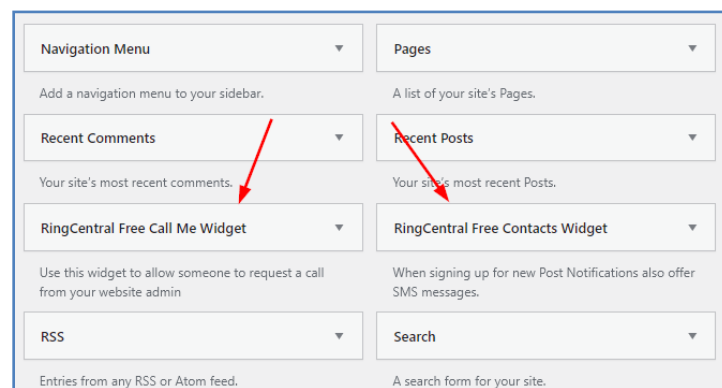 Navigation Menu
Pages
Add a navigation menu to your sidebar.
A list of your site's Pages.
Recent Comments
Recent Posts
Your site's most recent comments.
Your site's most recent Posts.
RingCentral Free Call Me Widget
RingCentral Free Contacts Widget
Use this widget to allow someone to request a call
from your website admin
When signing up for new Post Notifications also offer
SMS messages.
RSS
Search
Entries from any RSS or Atom feed.
A search form for your site.